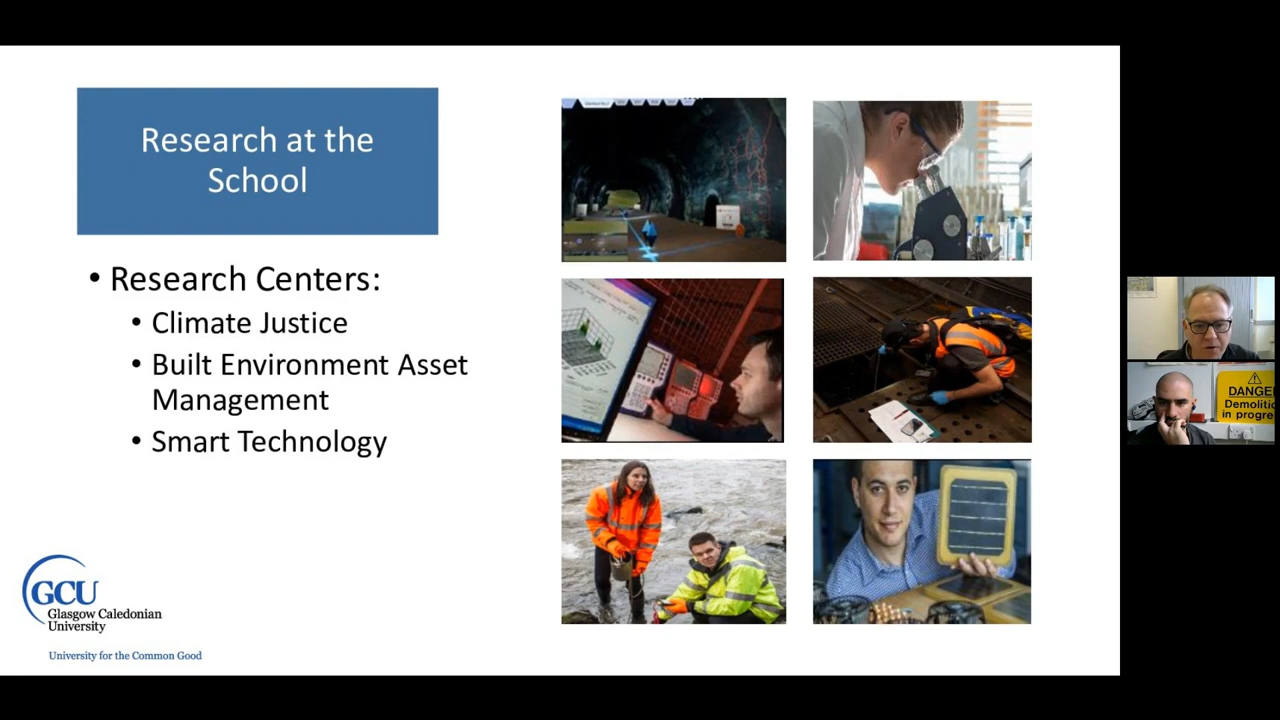 Research at the
School
• Research Centers:
• Climate Justice
• Built Environment Asset
Management
• Smart Technology
GCU
Glasgow Caledonian
University
University for the Common Good
DANGER
Demolition
in progre